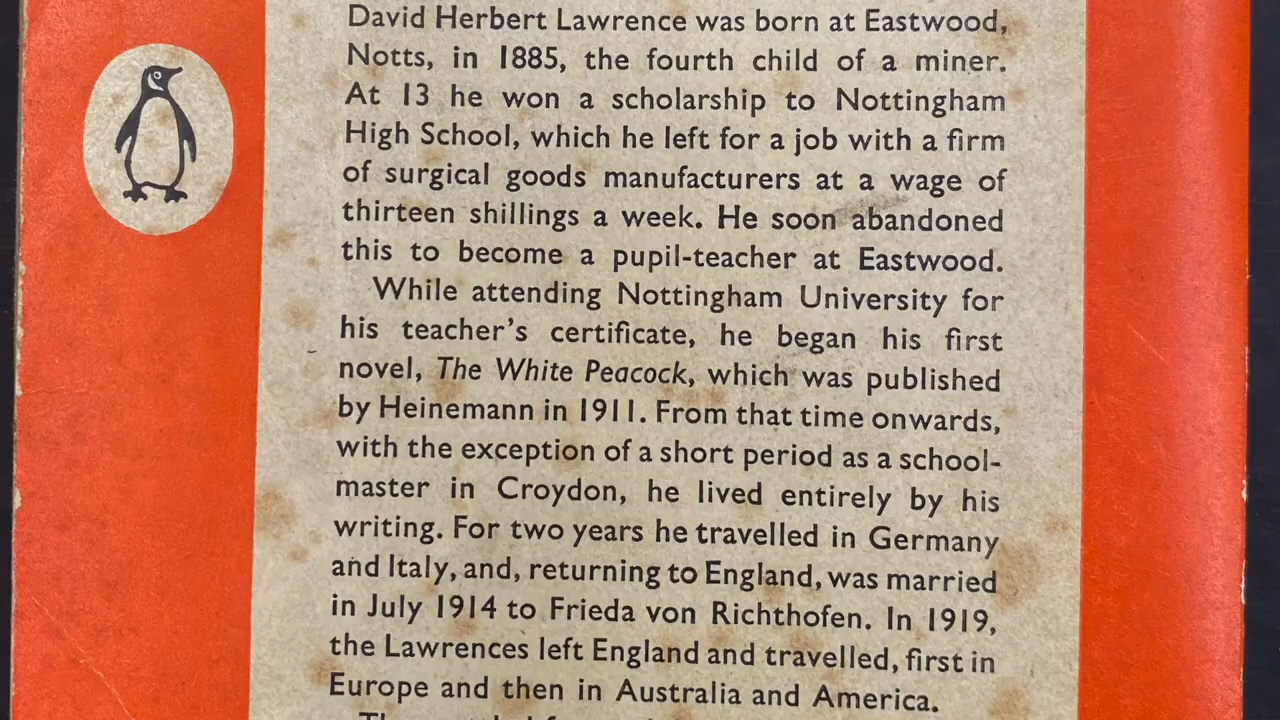 David Herbert Lawrence was born at Eastwood,
Notts, in 1885, the fourth child of a miner.
At 13 he won a scholarship to Nottingham
High School, which he left for a job with a firm
of surgical goods manufacturers at a wage of
thirteen shillings a week. He soon abandoned
this to become a pupil-teacher at Eastwood.
While attending Nottingham University for
his teacher's certificate, he began his first
novel, The White Peacock, which was published
by Heinemann in 1911. From that time onwards,
with the exception of a short period as a school-
master in Croydon, he lived entirely by his
writing. For two years he travelled in Germany
and Italy, and, returning to England, was married
in July 1914 to Frieda von Richthofen. In 1919,
the Lawrences left England and travelled, first in
Europe and then in Australia and America.